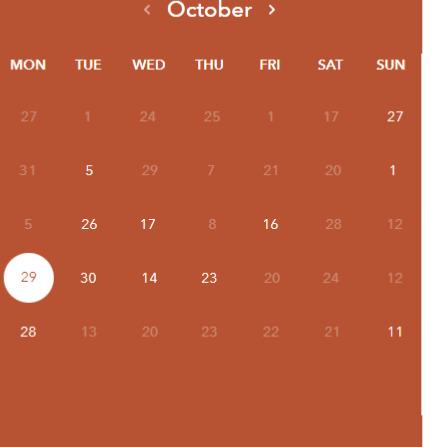 ‹ October ›
MON TUE WED THU FRI SAT SUN
27 1 24 25 1 17 27
31 5 29 7 21 20 1
5 26 17 8 16 28 12
29 30 14 23 20 24 12
28 13 20 23 22 21 11